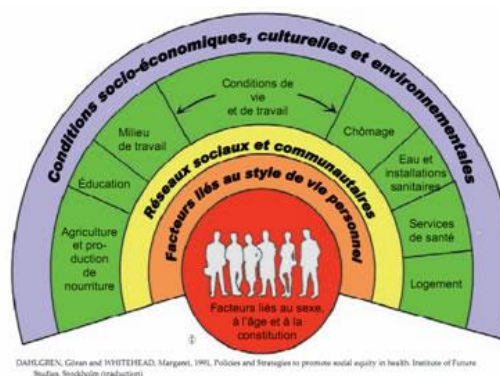 Conditions socio-économiques, culturelles et environnementales
Conditions de
vie
et de travail
Milieu
de travail
Chômage
Éducation
Eau et
installations
sanitaires
Agriculture
et pro-
duction
de
nourriture
Services
de santé
Logement
Réseaux sociaux et communautaires
Facteurs liés au style de vie personnel
Facteurs liés au sexe,
à l'âge et à la
constitution
DAHLGREN, Göran and WHITEHEAD, Margaret, 1991, Policies and Strategies to promote social equity in health. Institute of Future
Studies. Stockholm (traduction)